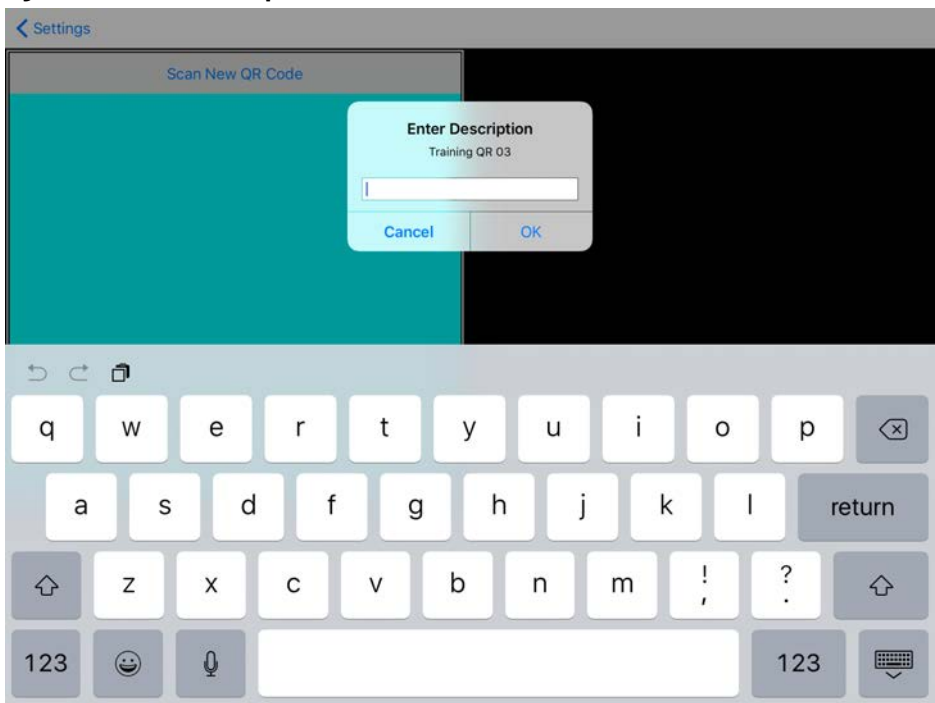 Settings
Scan New QR Code
Enter Description
Training QR 03
Cancel OK
q w e r t y u i o p
a s d f g h j k l return
z x c v b n m ! , ? .
123 123